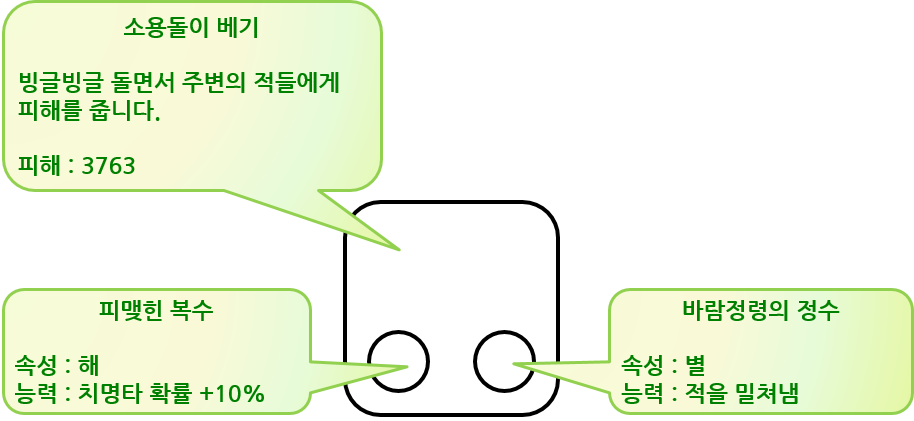 소용돌이 베기
빙글빙글 돌면서 주변의 적들에게
피해를 줍니다.
피해 : 3763
피맺힌 복수
속성 : 해
능력 : 치명타 확률 +10%
바람정령의 정수
속성 : 별
능력 : 적을 밀쳐냄